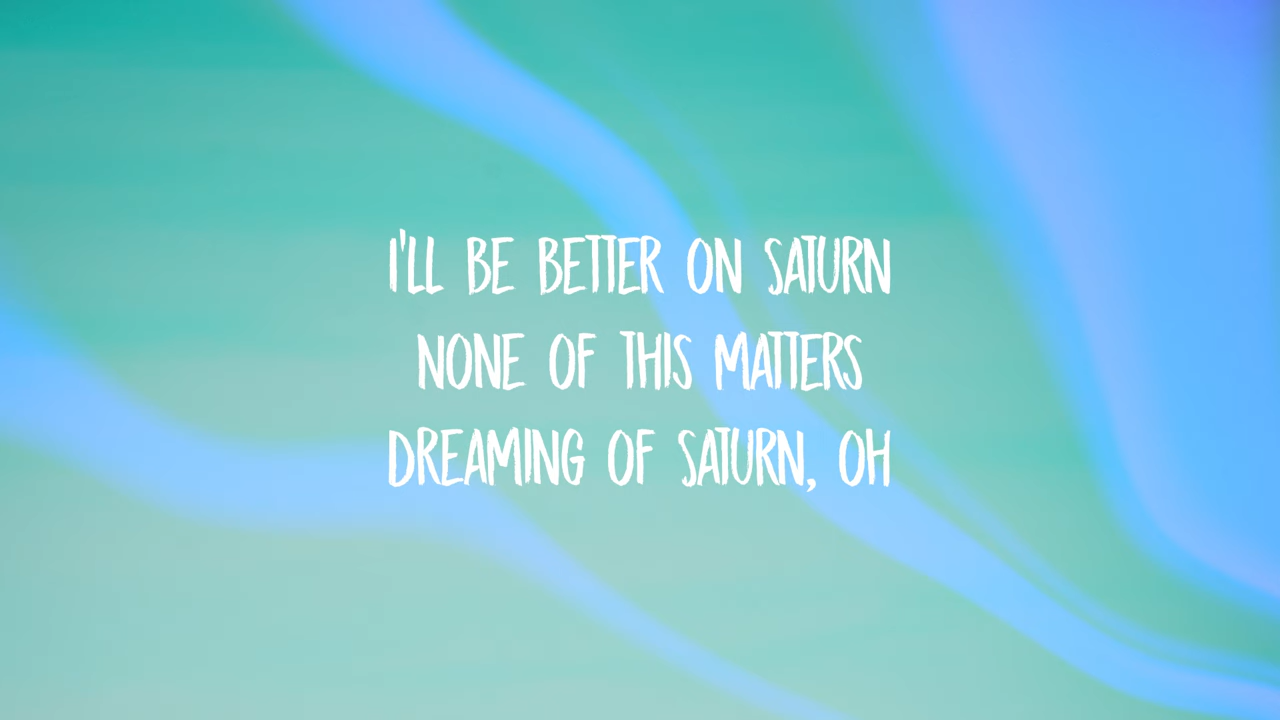 I'LL BE BETTER ON SATURN
NONE OF THIS MATTERS
DREAMING OF SATURN, OH